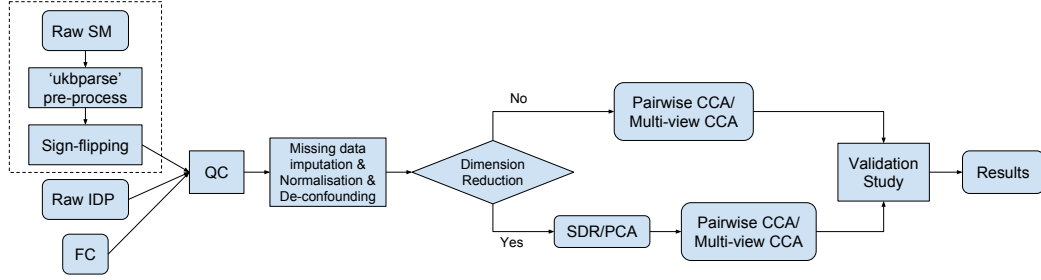 Raw SM
'ukbparse'
pre-process
Sign-flipping
Raw IDP
FC
QC
Missing data
imputation &
Normalisation &
De-confounding
Dimension
Reduction
No
Pairwise CCA/
Multi-view CCA
Yes
SDR/PCA
Pairwise CCA/
Multi-view CCA
Validation
Study
Results